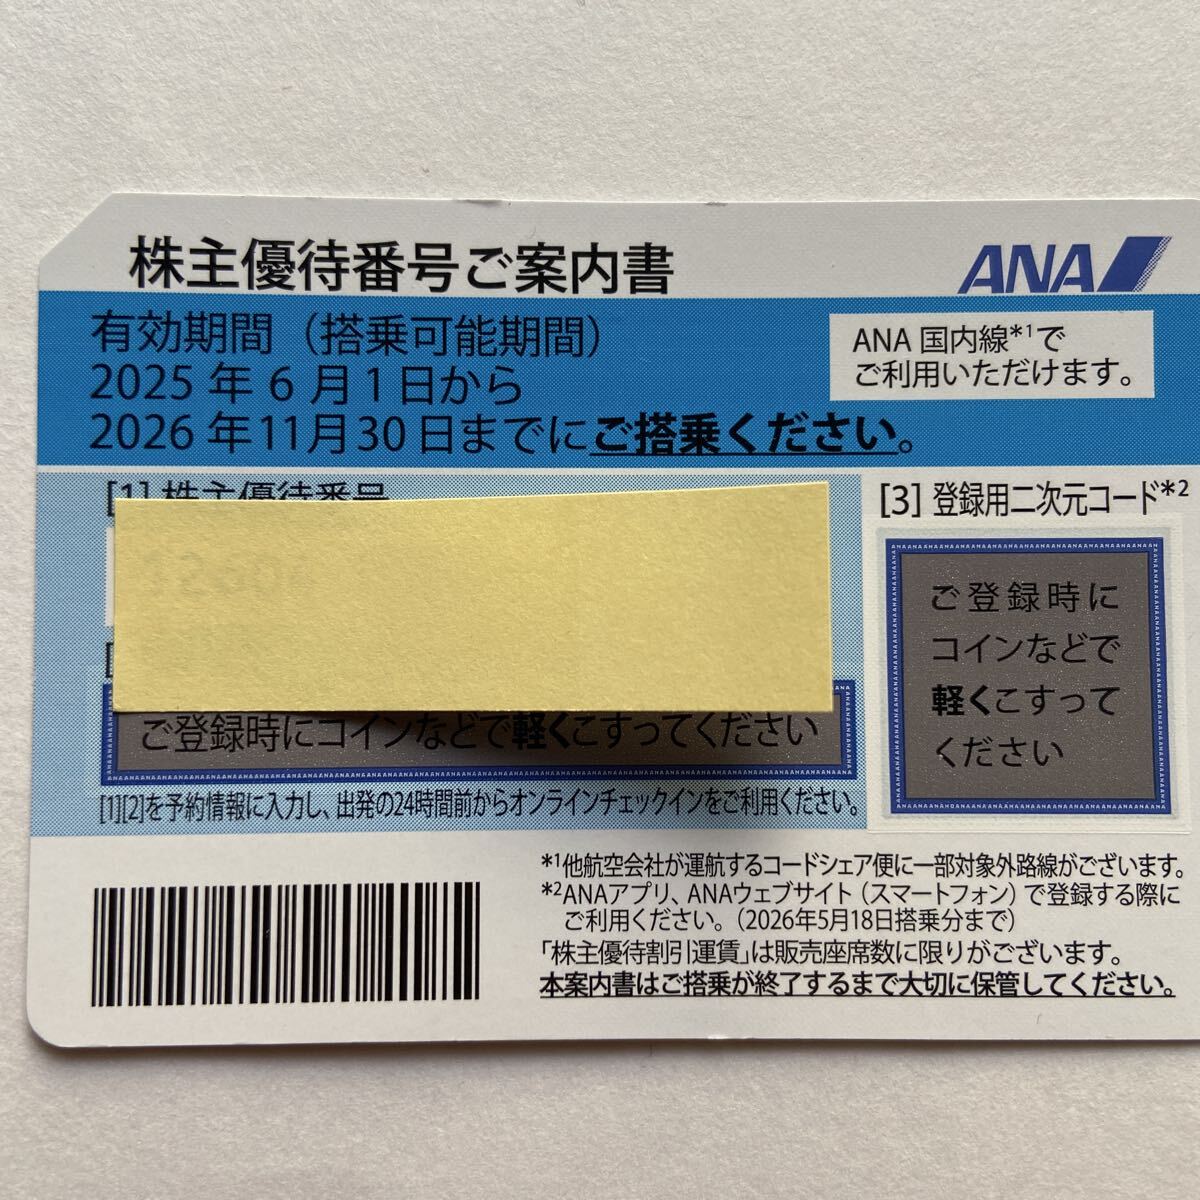 株主優待番号ご案内書
ANA
有効期間（搭乗可能期間）
2025年6月1日から
2026年11月30日までにご搭乗ください。
ANA 国内線*1で
ご利用いただけます。
[1] 株主優待番号
[3] 登録用二次元コード*2
ご登録時に
コインなどで
軽くこすって
ください
ご登録時にコインなどで軽くこすってください
[1][2]を予約情報に入力し、出発の24時間前からオンラインチェックインをご利用ください。
*1他航空会社が運航するコードシェア便に一部対象外路線がございます。
*2ANAアプリ、ANAウェブサイト（スマートフォン）で登録する際に
ご利用ください。（2026年5月18日搭乗分まで）
「株主優待割引運賃」は販売座席数に限りがございます。
本案内書はご搭乗が終了するまで大切に保管してください。